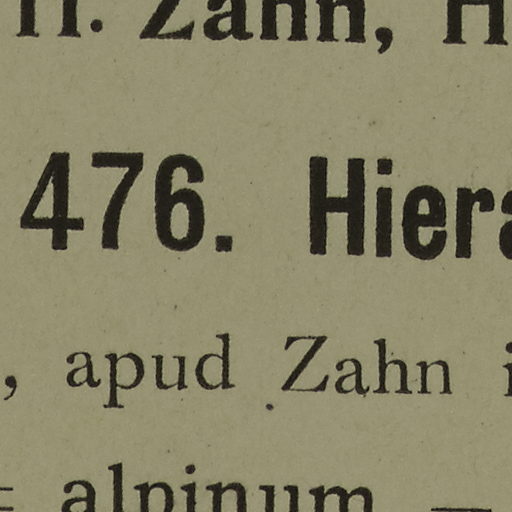 H. Zahn, H
476. Hiera
, apud Zahn i
= alpinum —